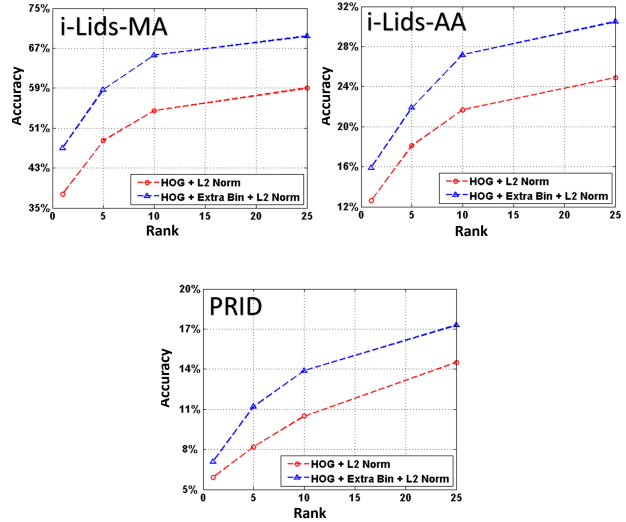 i-Lids-MA
75%
67%
59%
51%
43%
35%
Accuracy
0 5 10 15 20 25
Rank
HOG + L2 Norm
HOG + Extra Bin + L2 Norm
i-Lids-AA
32%
28%
24%
20%
16%
12%
Accuracy
0 5 10 15 20 25
Rank
HOG + L2 Norm
HOG + Extra Bin + L2 Norm
PRID
20%
17%
14%
11%
8%
5%
Accuracy
0 5 10 15 20 25
Rank
HOG + L2 Norm
HOG + Extra Bin + L2 Norm